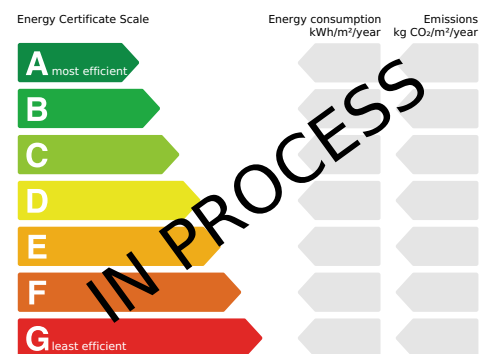 Energy Certificate Scale
Energy consumption
kWh/m²/year
Emissions
kg CO₂/m²/year
A most efficient
B
C
D
E
F
G least efficient
IN PROCESS